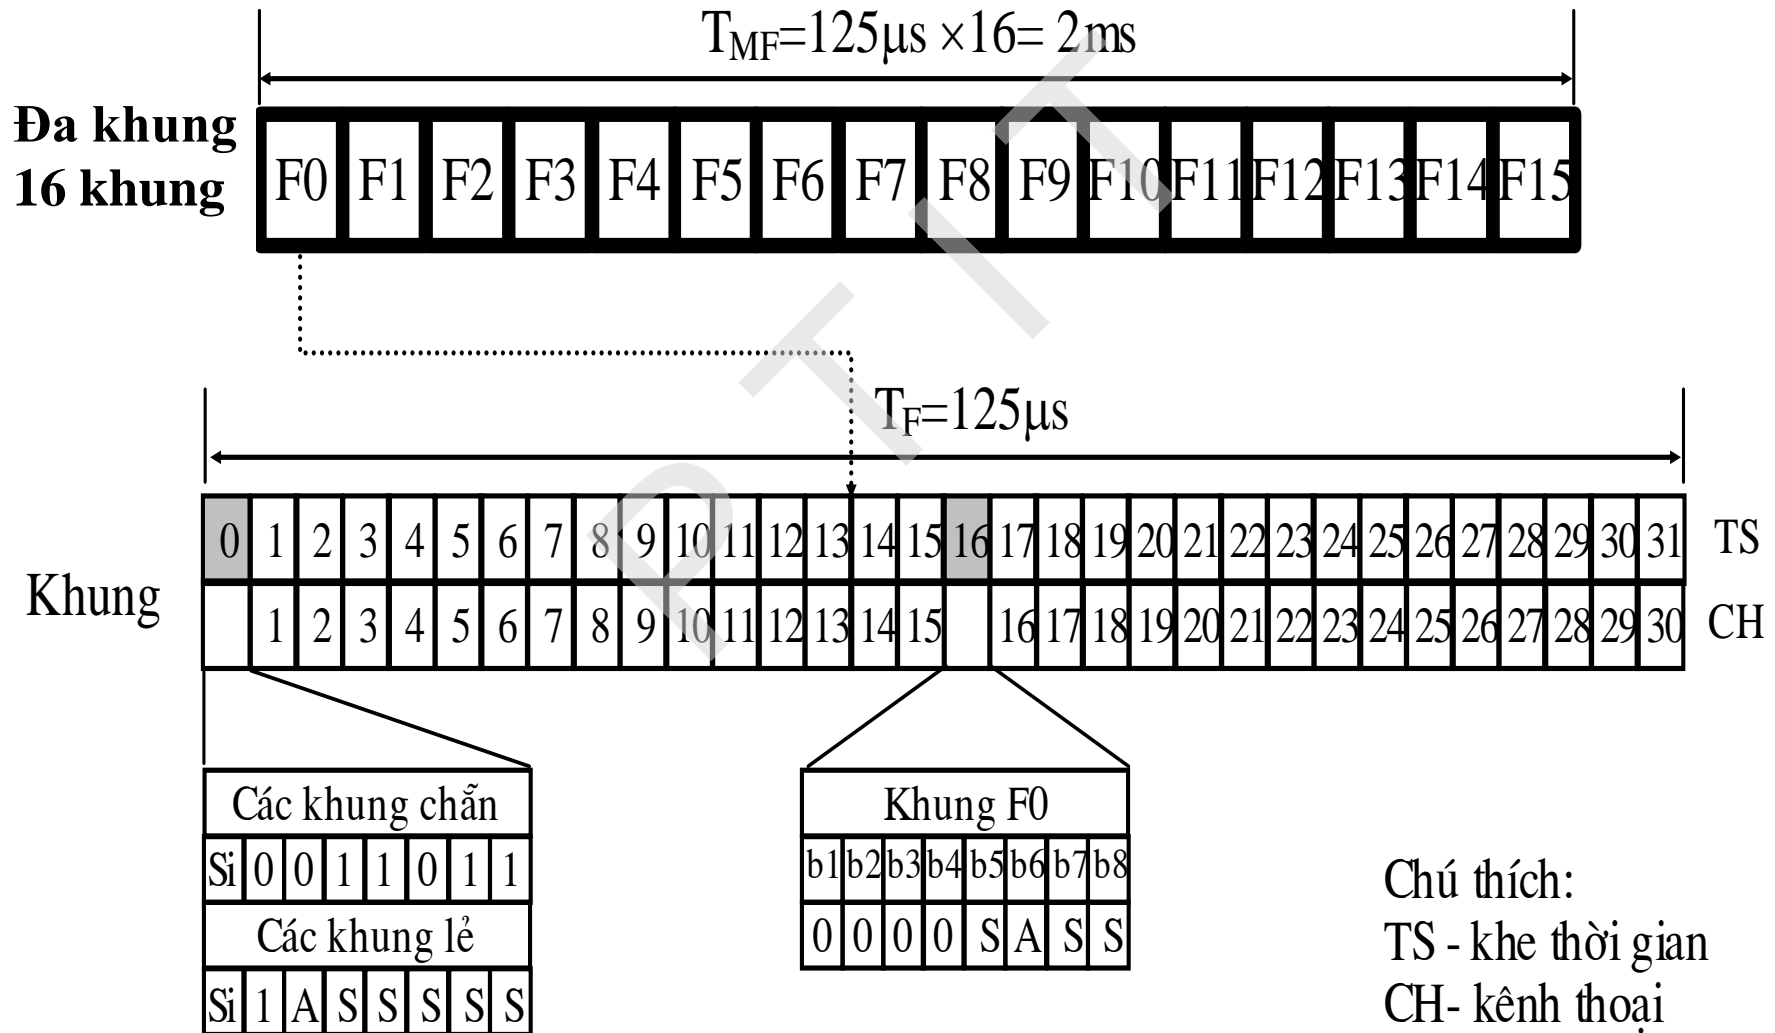 T_MF=125μs ×16= 2ms
Đa khung
16 khung
F0 F1 F2 F3 F4 F5 F6 F7 F8 F9 F10 F11 F12 F13 F14 F15
T_F=125μs
0 1 2 3 4 5 6 7 8 9 10 11 12 13 14 15 16 17 18 19 20 21 22 23 24 25 26 27 28 29 30 31 TS
Khung
1 2 3 4 5 6 7 8 9 10 11 12 13 14 15 16 17 18 19 20 21 22 23 24 25 26 27 28 29 30 CH
Các khung chẵn
Si 0 0 1 1 0 1 1
Các khung lẻ
Si 1 A S S S S S
Khung F0
b1 b2 b3 b4 b5 b6 b7 b8
0 0 0 0 S A S S
Chú thích:
TS - khe thời gian
CH- kênh thoại
PTIT